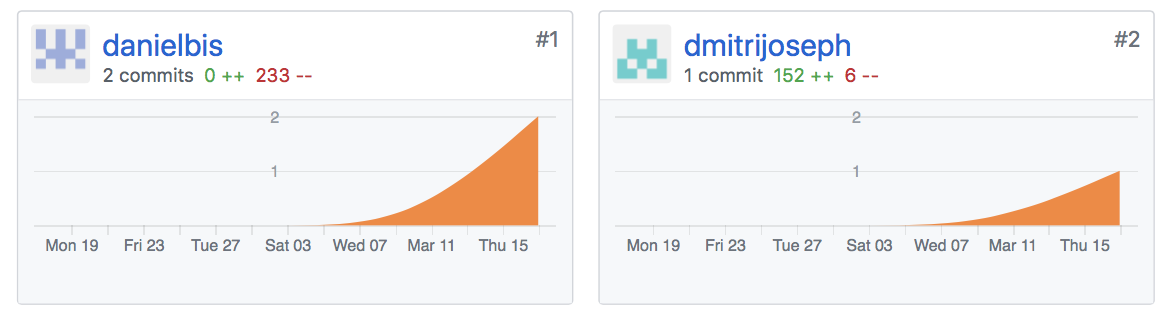 danielbis #1
2 commits 0 ++ 233 --
2
1
Mon 19 Fri 23 Tue 27 Sat 03 Wed 07 Mar 11 Thu 15
dmitrijoseph #2
1 commit 152 ++ 6 --
2
1
Mon 19 Fri 23 Tue 27 Sat 03 Wed 07 Mar 11 Thu 15